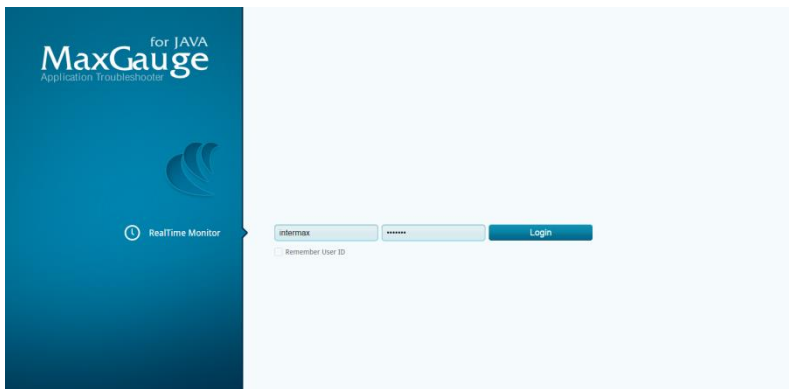 for JAVA
MaxGauge
Application Troubleshooter
RealTime Monitor
intermax
•••••••
Login
Remember User ID